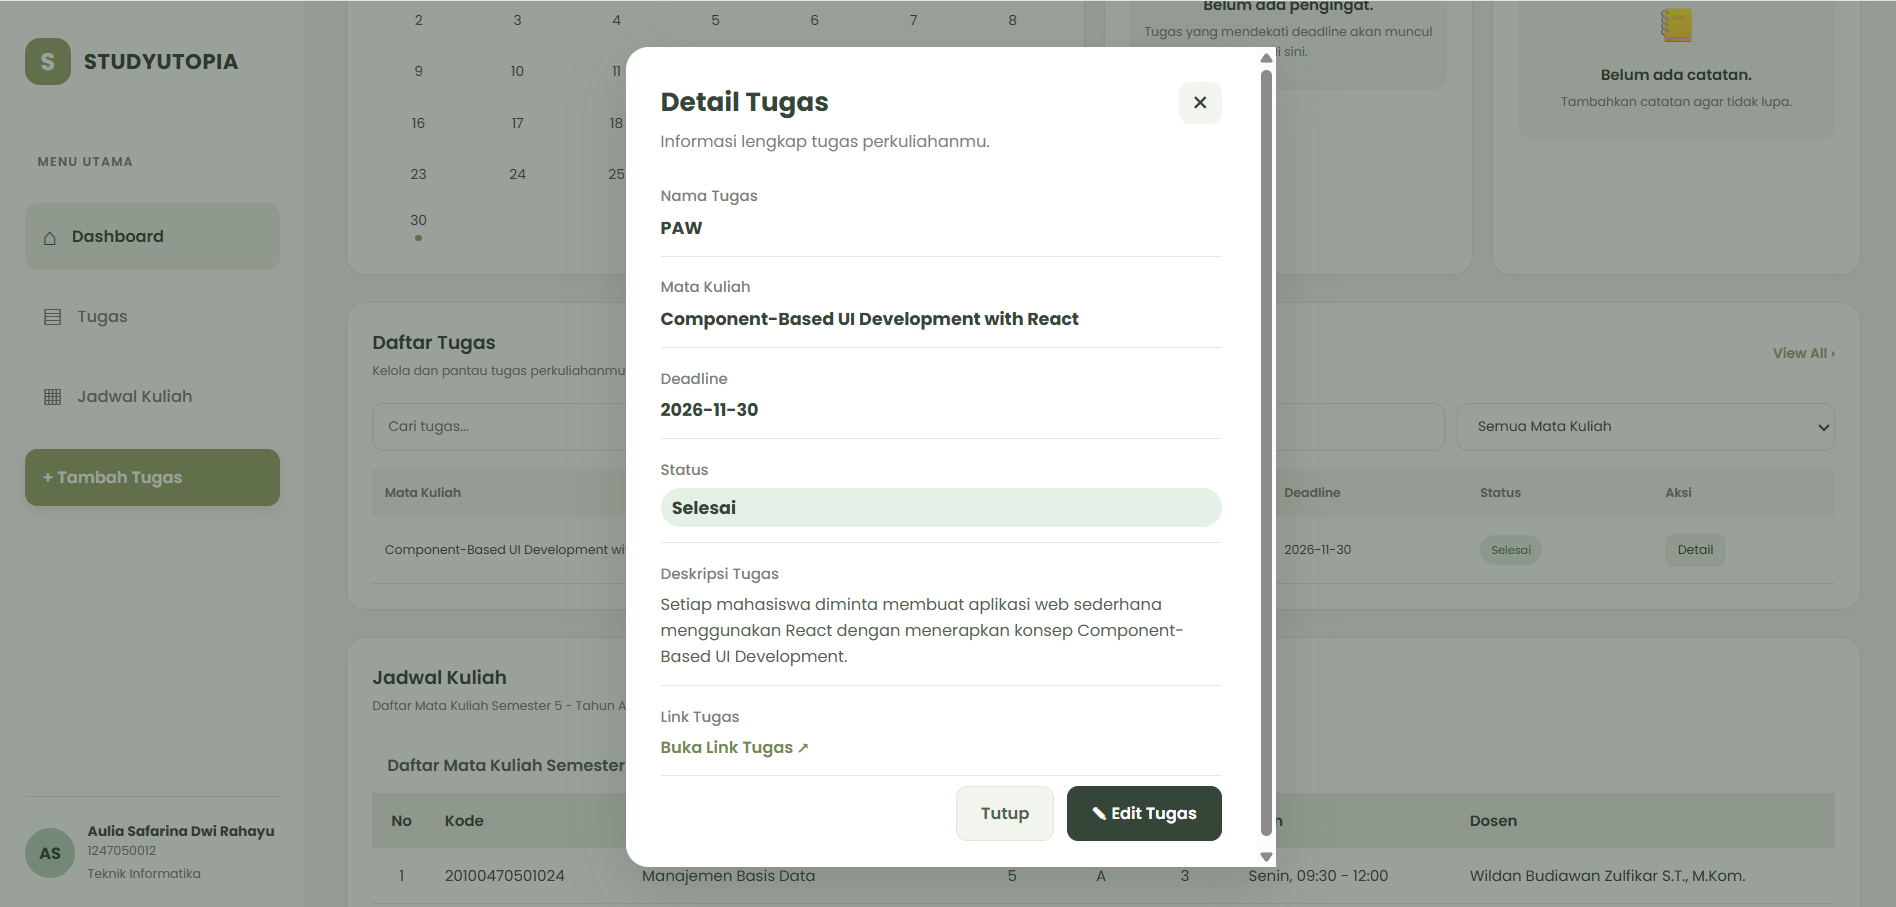 S
STUDYUTOPIA
MENU UTAMA
Dashboard
Tugas
Jadwal Kuliah
+ Tambah Tugas
AS
Aulia Safarina Dwi Rahayu
1247050012
Teknik Informatika
2 3 4 5 6 7 8
9 10 11
16 17 18
23 24 25
30
Belum ada pengingat.
Tugas yang mendekati deadline akan muncul
sini.
Belum ada catatan.
Tambahkan catatan agar tidak lupa.
Daftar Tugas
Kelola dan pantau tugas perkuliahanmu
View All ›
Cari tugas...
Semua Mata Kuliah
Mata Kuliah Deadline Status Aksi
Component-Based UI Development 2026-11-30 Selesai Detail
Jadwal Kuliah
Daftar Mata Kuliah Semester 5 - Tahun
Daftar Mata Kuliah Semester
No Kode Dosen
1 20100470501024 Manajemen Basis Data 5 A 3 Senin, 09:30 - 12:00 Wildan Budiawan Zulfikar S.T., M.Kom.
Detail Tugas
×
Informasi lengkap tugas perkuliahanmu.
Nama Tugas
PAW
Mata Kuliah
Component-Based UI Development with React
Deadline
2026-11-30
Status
Selesai
Deskripsi Tugas
Setiap mahasiswa diminta membuat aplikasi web sederhana
menggunakan React dengan menerapkan konsep Component-
Based UI Development.
Link Tugas
Buka Link Tugas ↗
Tutup
✎ Edit Tugas